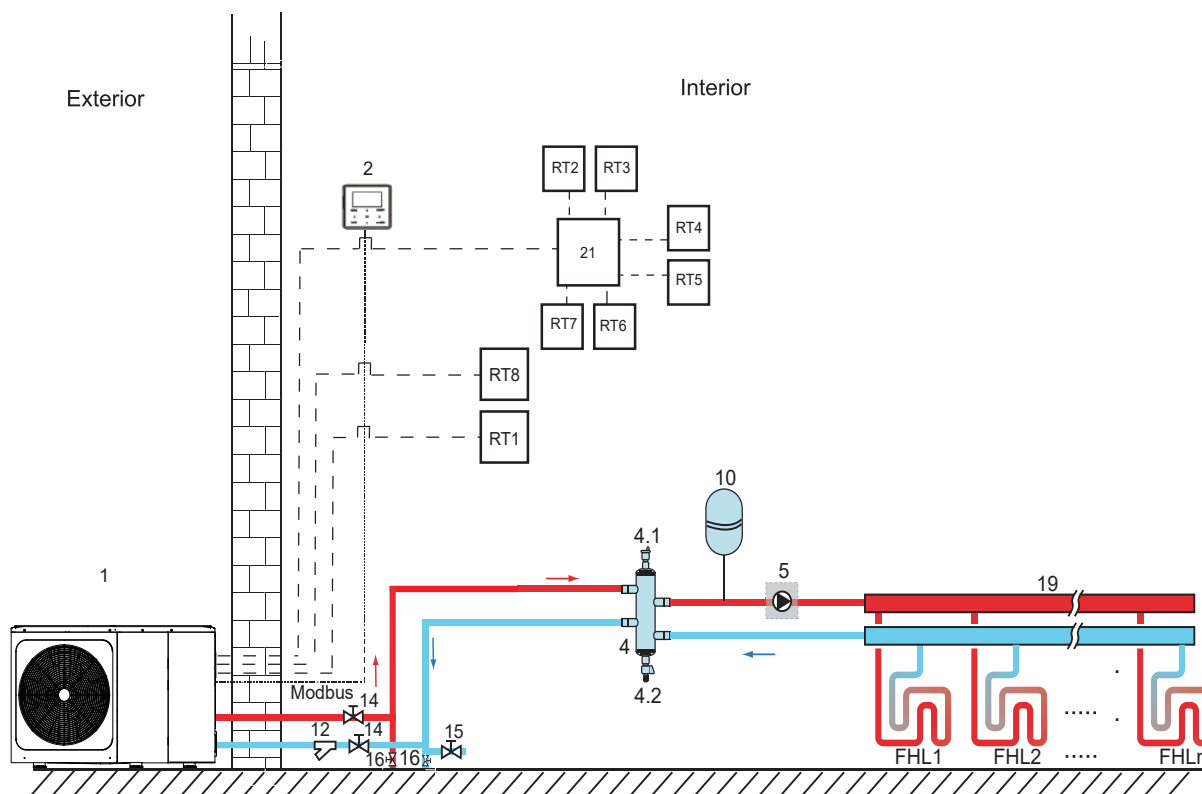 Exterior
Interior
2
RT2
RT3
RT4
21
RT5
RT7
RT6
RT8
RT1
10
4.1
5
19
1
4
4.2
Modbus
14
12
14
15
16
16
FHL1
FHL2
.....
FHLn